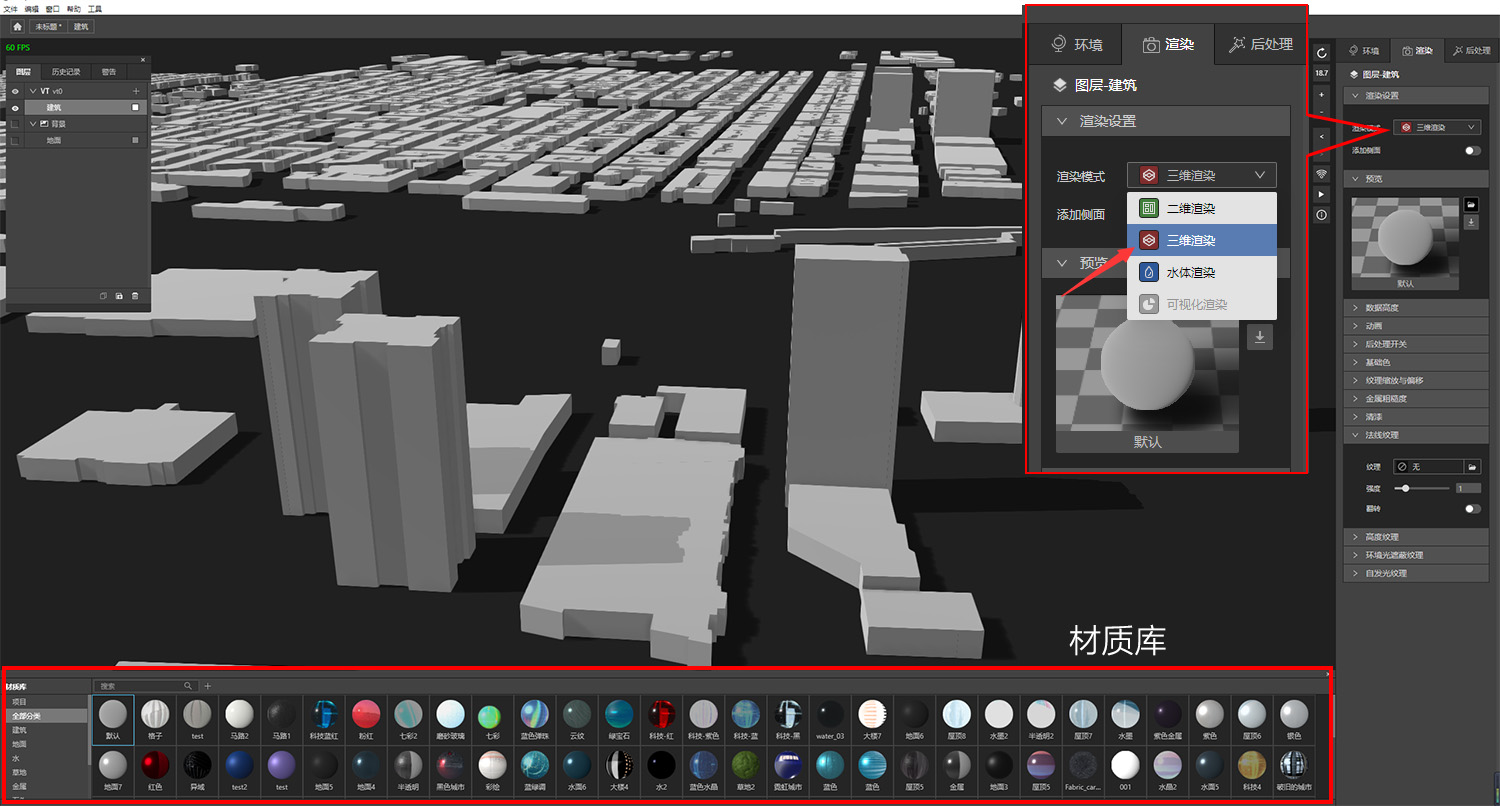 文件 编辑 窗口 帮助 工具
未标题* 建筑
60 FPS
图层 历史记录 警告
VT vt0
建筑
背景
地面
环境 渲染 后处理
图层-建筑
渲染设置
渲染模式 三维渲染
添加侧面
二维渲染
三维渲染
水体渲染
可视化渲染
预览
默认
18.7
环境 渲染 后处理
图层-建筑
渲染设置
渲染模式 三维渲染
添加侧面
预览
默认
数据高度
动画
后处理开关
基础色
纹理缩放与偏移
金属粗糙度
清漆
法线纹理
纹理 无
强度 1
翻转
高度纹理
环境光遮蔽纹理
自发光纹理
材质库
材质库 搜索
项目
全部分类
建筑
地面
水
草地
金属
默认 格子 test 马路2 马路1 科技蓝红 粉红 七彩2 磨砂玻璃 七彩 蓝色弹珠 云纹 绿宝石 科技-红 科技-紫色 科技-蓝 科技-黑 water_03 大楼7 地面6 屋顶8 水墨2 半透明2 屋顶7 水墨 紫色金属 紫色 屋顶6 银色
地面7 红色 异域 test2 test 地面5 地面4 半透明 黑色城市 彩绘 蓝绿调 水面6 大楼4 水2 蓝色水晶 草地2 霓虹城市 蓝色 蓝色 屋顶5 金属 地面3 屋顶5 Fabric_car... 001 水晶2 水面5 科技4 破旧的城市